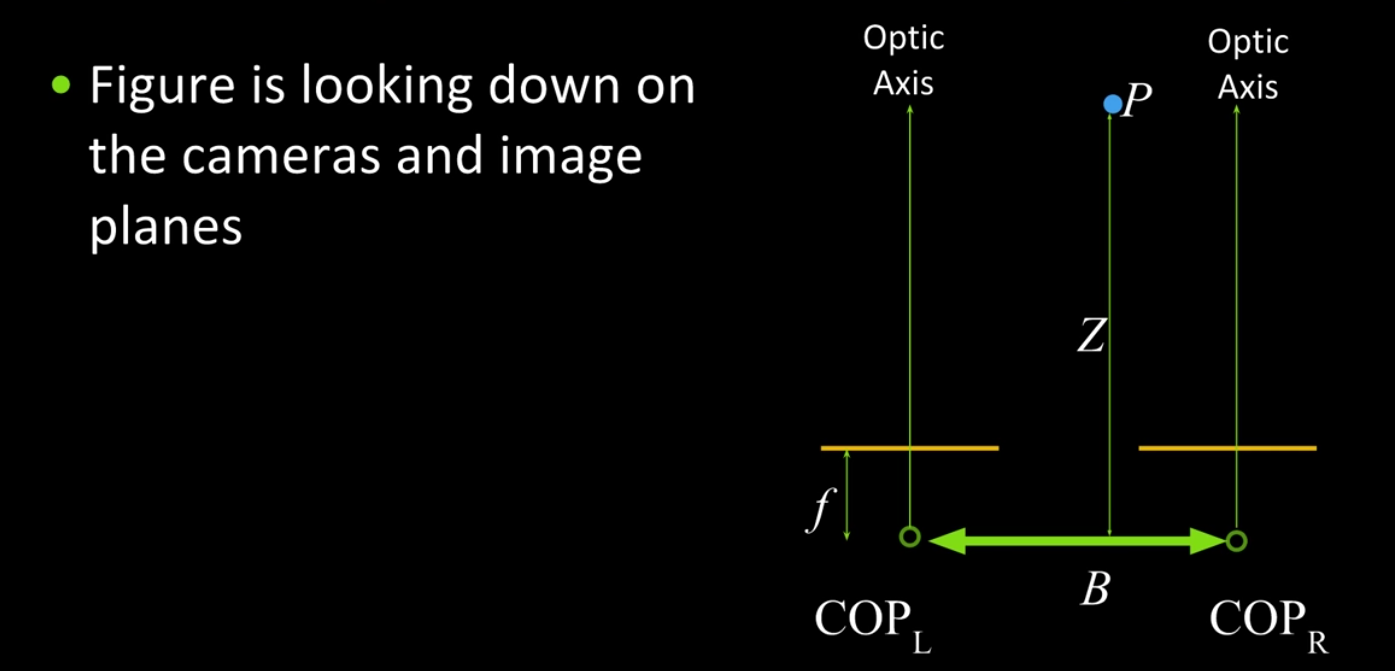 • Figure is looking down on
the cameras and image
planes
Optic
Axis
P
Optic
Axis
Z
f
B
COP_L
COP_R